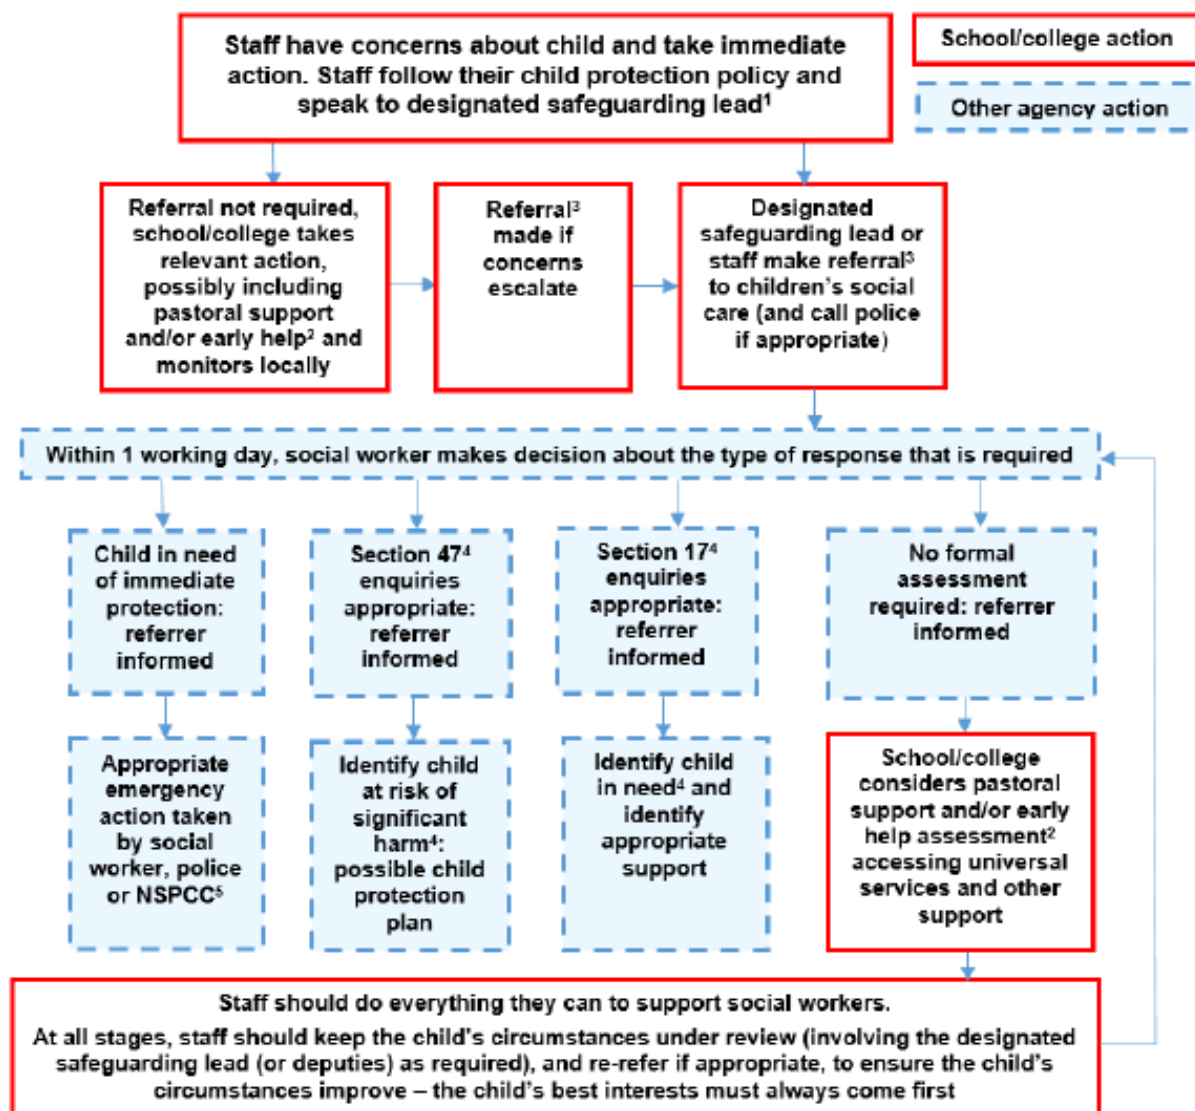 Staff have concerns about child and take immediate
action. Staff follow their child protection policy and
speak to designated safeguarding lead¹
School/college action
Other agency action
Referral not required,
school/college takes
relevant action,
possibly including
pastoral support
and/or early help² and
monitors locally
Referral³
made if
concerns
escalate
Designated
safeguarding lead or
staff make referral³
to children’s social
care (and call police
if appropriate)
Within 1 working day, social worker makes decision about the type of response that is required
Child in need
of immediate
protection:
referrer
informed
Section 47⁴
enquiries
appropriate:
referrer
informed
Section 17⁴
enquiries
appropriate:
referrer
informed
No formal
assessment
required: referrer
informed
Appropriate
emergency
action taken
by social
worker, police
or NSPCC⁵
Identify child
at risk of
significant
harm⁴:
possible child
protection
plan
Identify child
in need⁴ and
identify
appropriate
support
School/college
considers pastoral
support and/or early
help assessment²
accessing universal
services and other
support
Staff should do everything they can to support social workers.
At all stages, staff should keep the child’s circumstances under review (involving the designated
safeguarding lead (or deputies) as required), and re-refer if appropriate, to ensure the child’s
circumstances improve – the child’s best interests must always come first